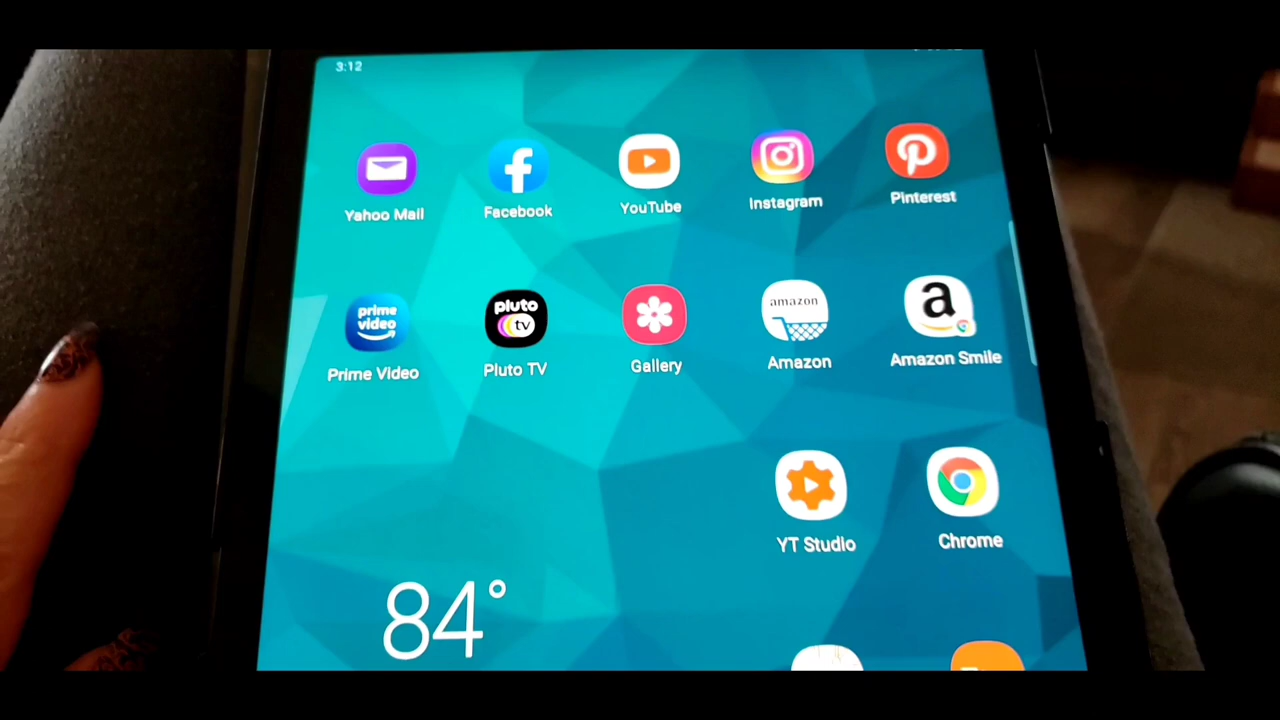 3:12
Yahoo Mail
Facebook
YouTube
Instagram
Pinterest
prime
video
pluto
tv
amazon
a
Prime Video
Pluto TV
Gallery
Amazon
Amazon Smile
YT Studio
Chrome
84°